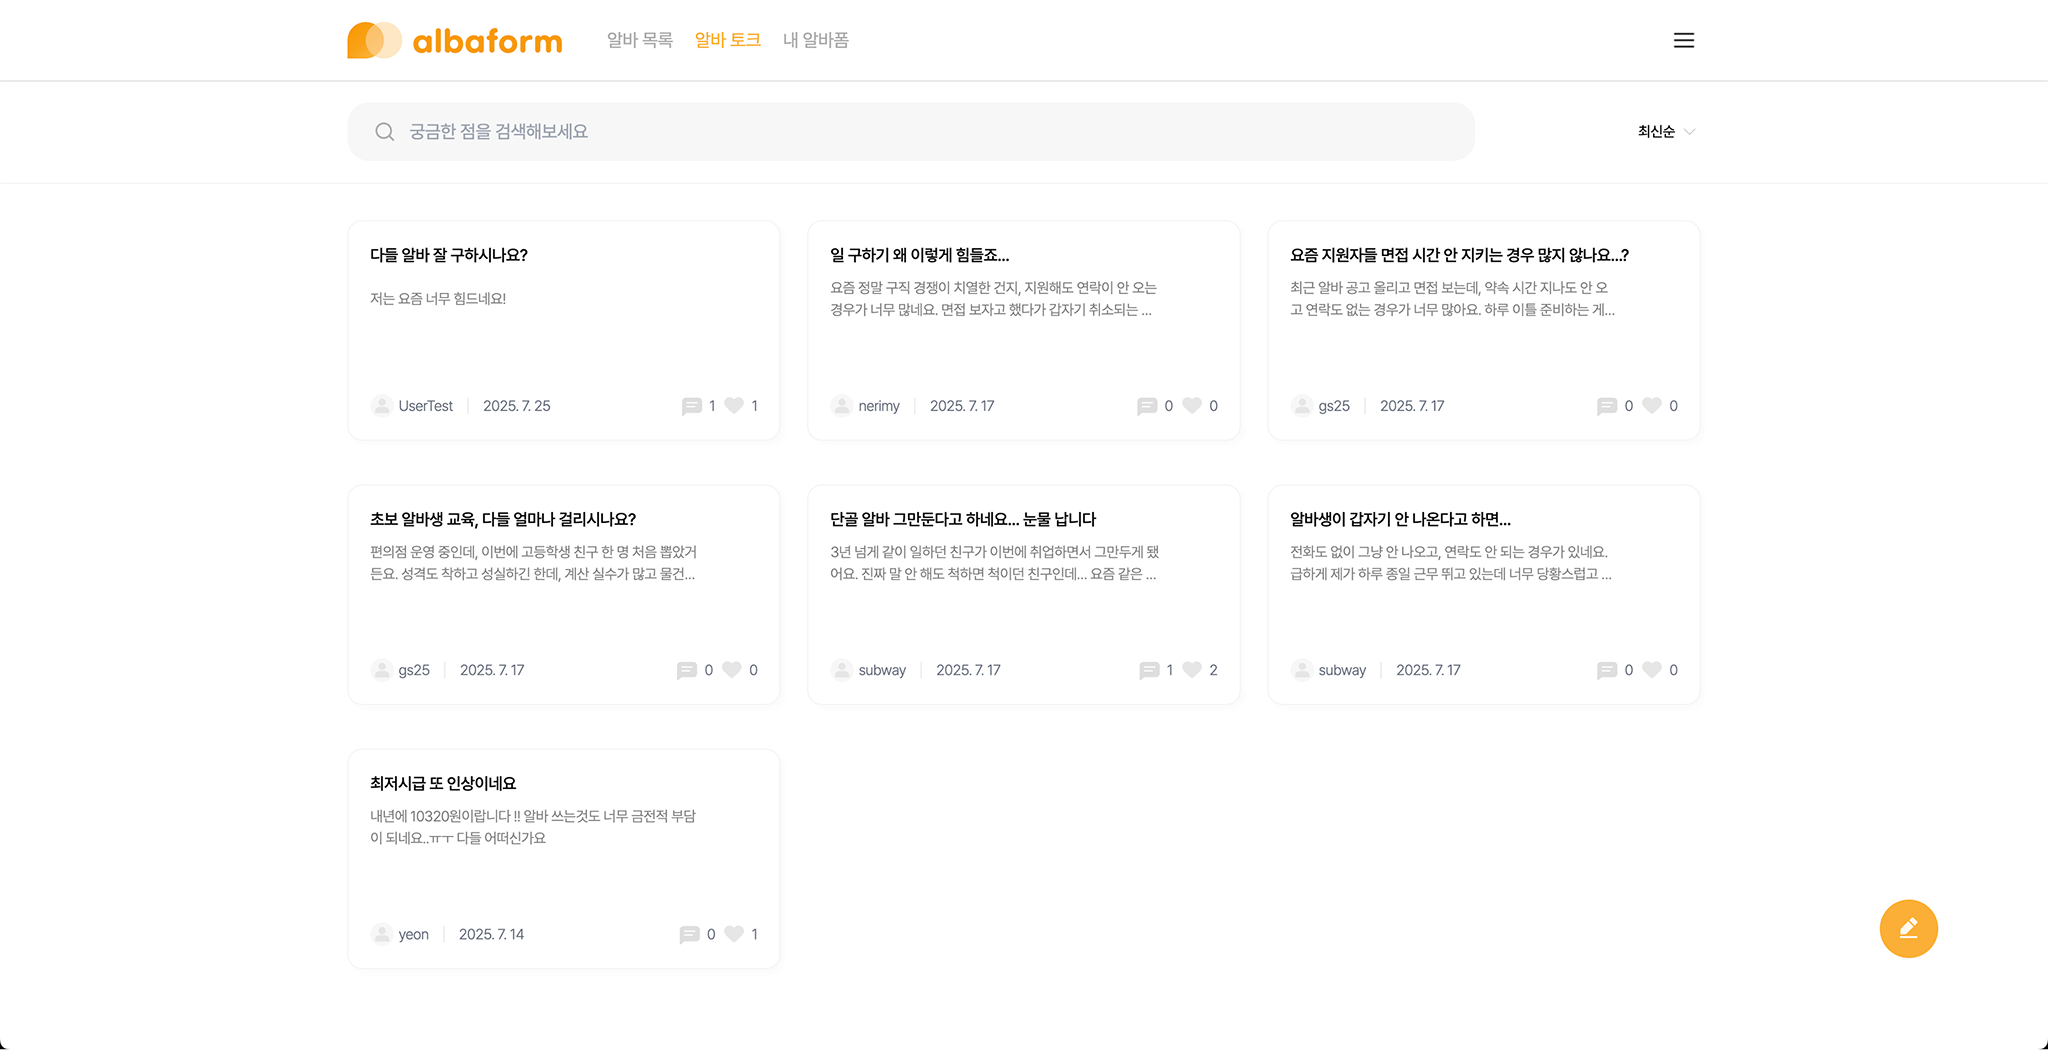 albaform 알바 목록 알바 토크 내 알바폼
궁금한 점을 검색해보세요 최신순
다들 알바 잘 구하시나요?
저는 요즘 너무 힘드네요!
UserTest 2025. 7. 25 1 1
일 구하기 왜 이렇게 힘들죠...
요즘 정말 구직 경쟁이 치열한 건지, 지원해도 연락이 안 오는
경우가 너무 많네요. 면접 보자고 했다가 갑자기 취소되는 ...
nerimy 2025. 7. 17 0 0
요즘 지원자들 면접 시간 안 지키는 경우 많지 않나요...?
최근 알바 공고 올리고 면접 보는데, 약속 시간 지나도 안 오
고 연락도 없는 경우가 너무 많아요. 하루 이틀 준비하는 게...
gs25 2025. 7. 17 0 0
초보 알바생 교육, 다들 얼마나 걸리시나요?
편의점 운영 중인데, 이번에 고등학생 친구 한 명 처음 뽑았거
든요. 성격도 착하고 성실하긴 한데, 계산 실수가 많고 물건...
gs25 2025. 7. 17 0 0
단골 알바 그만둔다고 하네요... 눈물 납니다
3년 넘게 같이 일하던 친구가 이번에 취업하면서 그만두게 됐
어요. 진짜 말 안 해도 척하면 척이던 친구인데... 요즘 같은 ...
subway 2025. 7. 17 1 2
알바생이 갑자기 안 나온다고 하면...
전화도 없이 그냥 안 나오고, 연락도 안 되는 경우가 있네요.
급하게 제가 하루 종일 근무 뛰고 있는데 너무 당황스럽고 ...
subway 2025. 7. 17 0 0
최저시급 또 인상이네요
내년에 10320원이랍니다 !! 알바 쓰는것도 너무 금전적 부담
이 되네요..ㅠㅜ 다들 어떠신가요
yeon 2025. 7. 14 0 1